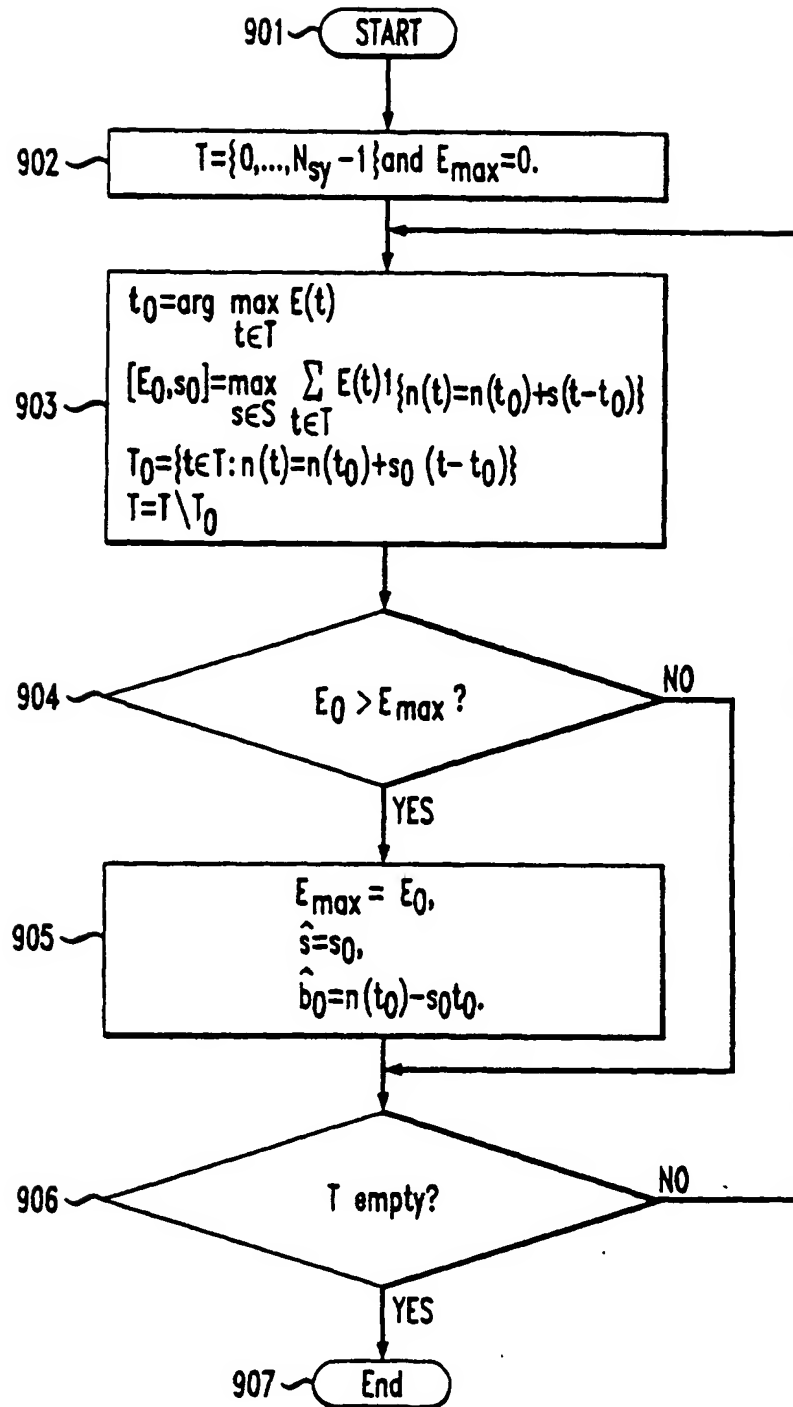 901 START
902 T={0,...,N_sy -1} and E_max=0.
t_0=arg max E(t)
t∈T
903 [E_0,s_0]=max ∑ E(t)1_{n(t)=n(t_0)+s(t-t_0)}
s∈S t∈T
T_0={t∈T: n(t)=n(t_0)+s_0 (t-t_0)}
T=T\T_0
904 E_0 > E_max ? NO
YES
E_max = E_0,
905 ŝ=s_0,
b̂_0=n(t_0)-s_0t_0.
906 T empty? NO
YES
907 End